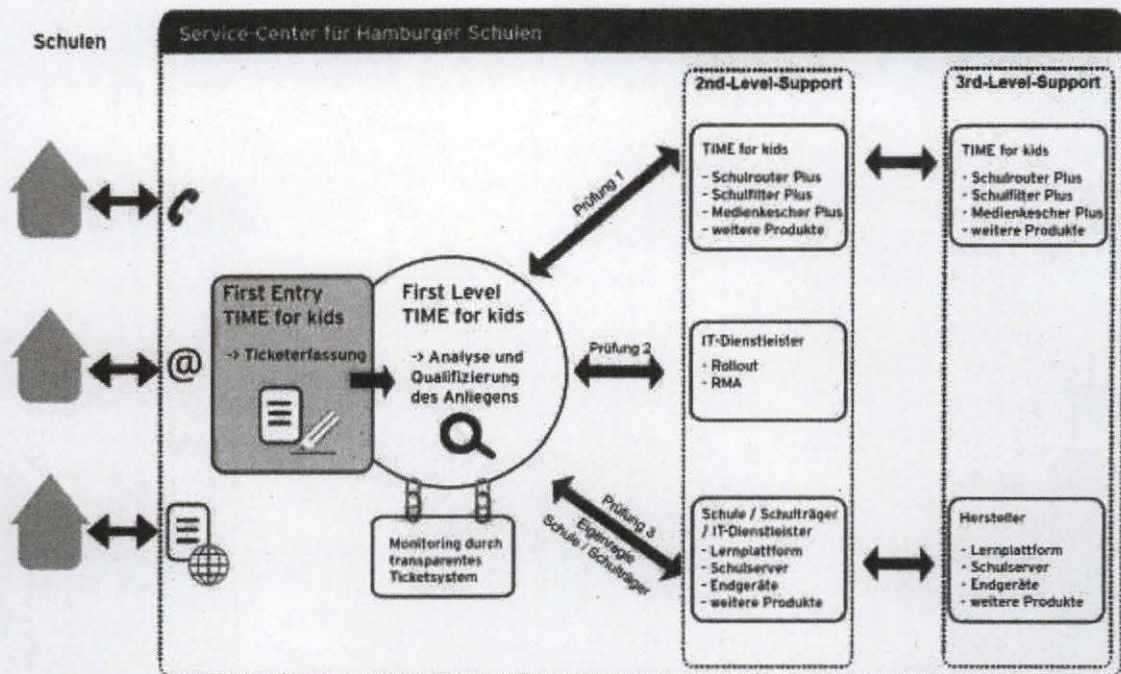 Schulen
Service-Center für Hamburger Schulen
@
First Entry
TIME for kids
-> Ticketerfassung
First Level
TIME for kids
-> Analyse und
Qualifizierung
des Anliegens
Monitoring durch
transparentes
Ticketsystem
Prüfung 1
Prüfung 2
Prüfung 3
Eigenregie
Schule / Schulträger
2nd-Level-Support
TIME for kids
- Schulrouter Plus
- Schulfilter Plus
- Medienkescher Plus
- weitere Produkte
IT-Dienstleister
- Rollout
- RMA
Schule / Schulträger
/ IT-Dienstleister
- Lernplattform
- Schulserver
- Endgeräte
- weitere Produkte
3rd-Level-Support
TIME for kids
- Schulrouter Plus
- Schulfilter Plus
- Medienkescher Plus
- weitere Produkte
Hersteller
- Lernplattform
- Schulserver
- Endgeräte
- weitere Produkte